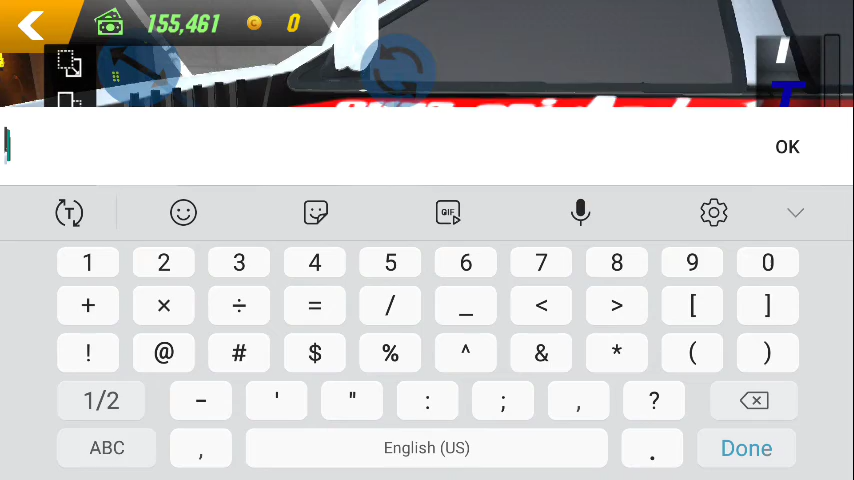 155,461 C 0
T
OK
T GIF
1 2 3 4 5 6 7 8 9 0
+ × ÷ = / _ < > [ ]
! @ # $ % ^ & * ( )
1/2 - ' " : ; , ?
ABC , English (US) . Done